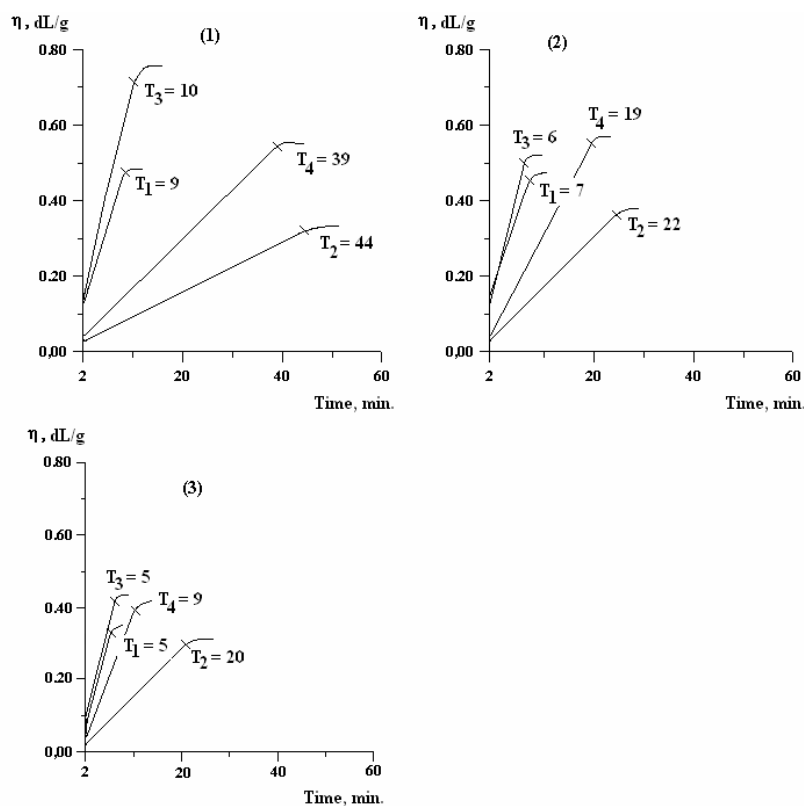 η , dL/g
(1)
0.80
0.60
0.40
0.20
0,00
T3 = 10
T1 = 9
T4 = 39
T2 = 44
2 20 40 60
Time, min.
η , dL/g
(2)
0.80
0.60
0.40
0.20
0,00
T4 = 19
T3 = 6
T1 = 7
T2 = 22
2 20 40 60
Time, min.
η , dL/g
(3)
0.80
0.60
0.40
0.20
0,00
T3 = 5
T4 = 9
T1 = 5
T2 = 20
2 20 40 60
Time, min.